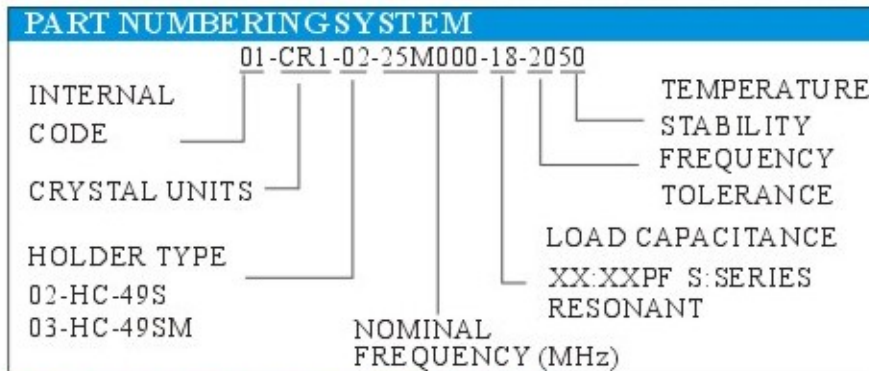 PART NUMBERING SYSTEM
01-CR1-02-25M000-18-2050
INTERNAL
CODE
CRYSTAL UNITS
HOLDER TYPE
02-HC-49S
03-HC-49SM
NOMINAL
FREQUENCY (MHz)
TEMPERATURE
STABILITY
FREQUENCY
TOLERANCE
LOAD CAPACITANCE
XX:XXPF S:SERIES
RESONANT